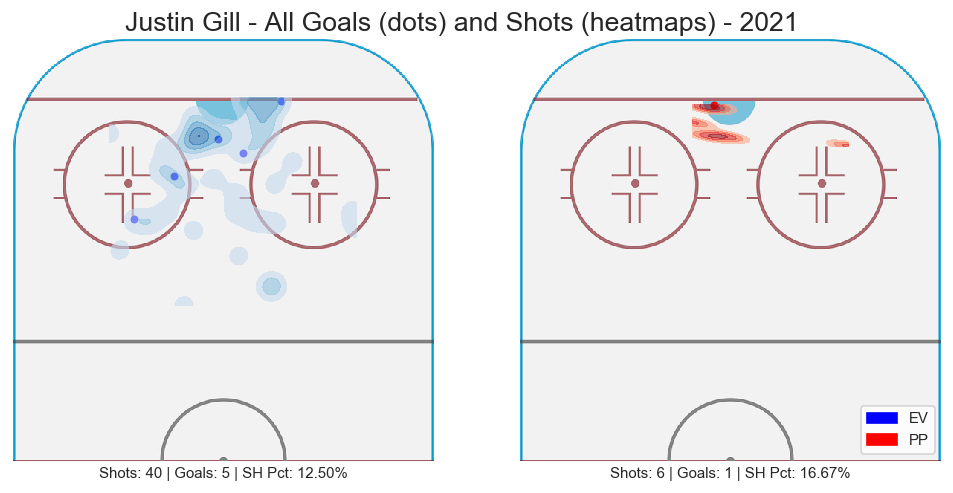 Justin Gill - All Goals (dots) and Shots (heatmaps) - 2021
EV
PP
Shots: 40 | Goals: 5 | SH Pct: 12.50%
Shots: 6 | Goals: 1 | SH Pct: 16.67%